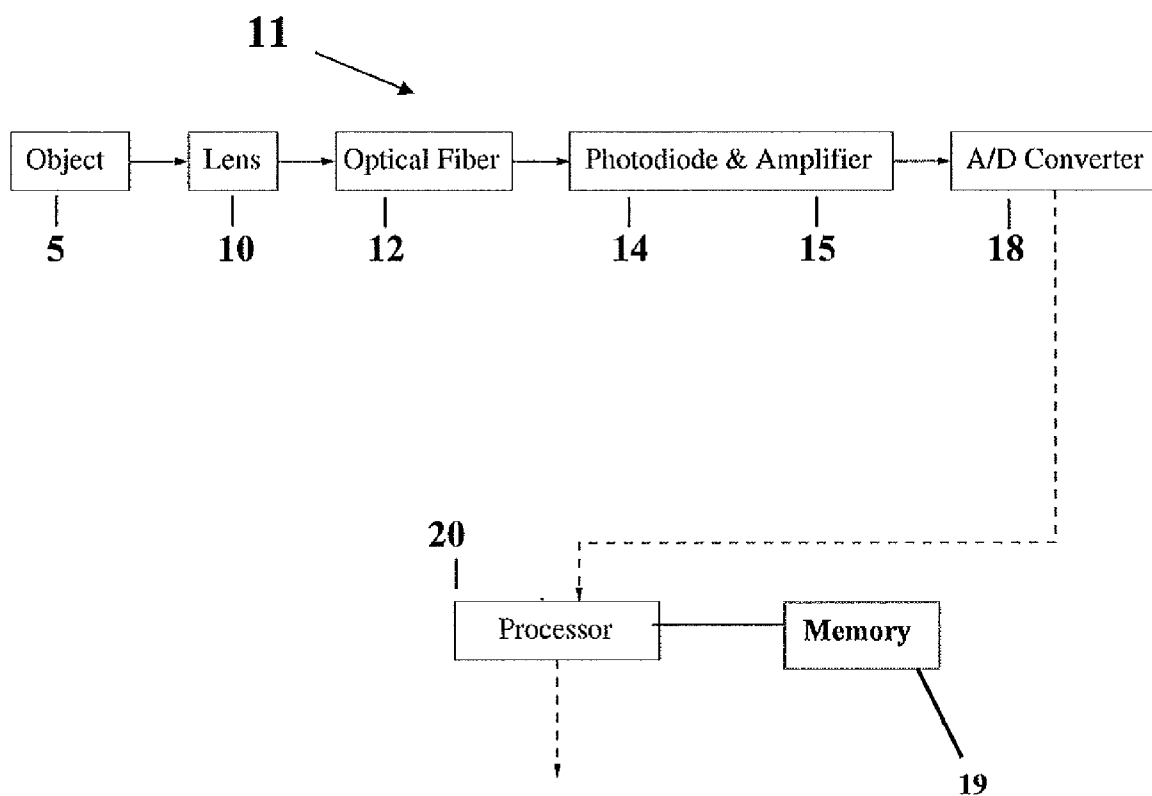 11
Object
Lens
Optical Fiber
Photodiode & Amplifier
A/D Converter
5
10
12
14
15
18
20
Processor
Memory
19